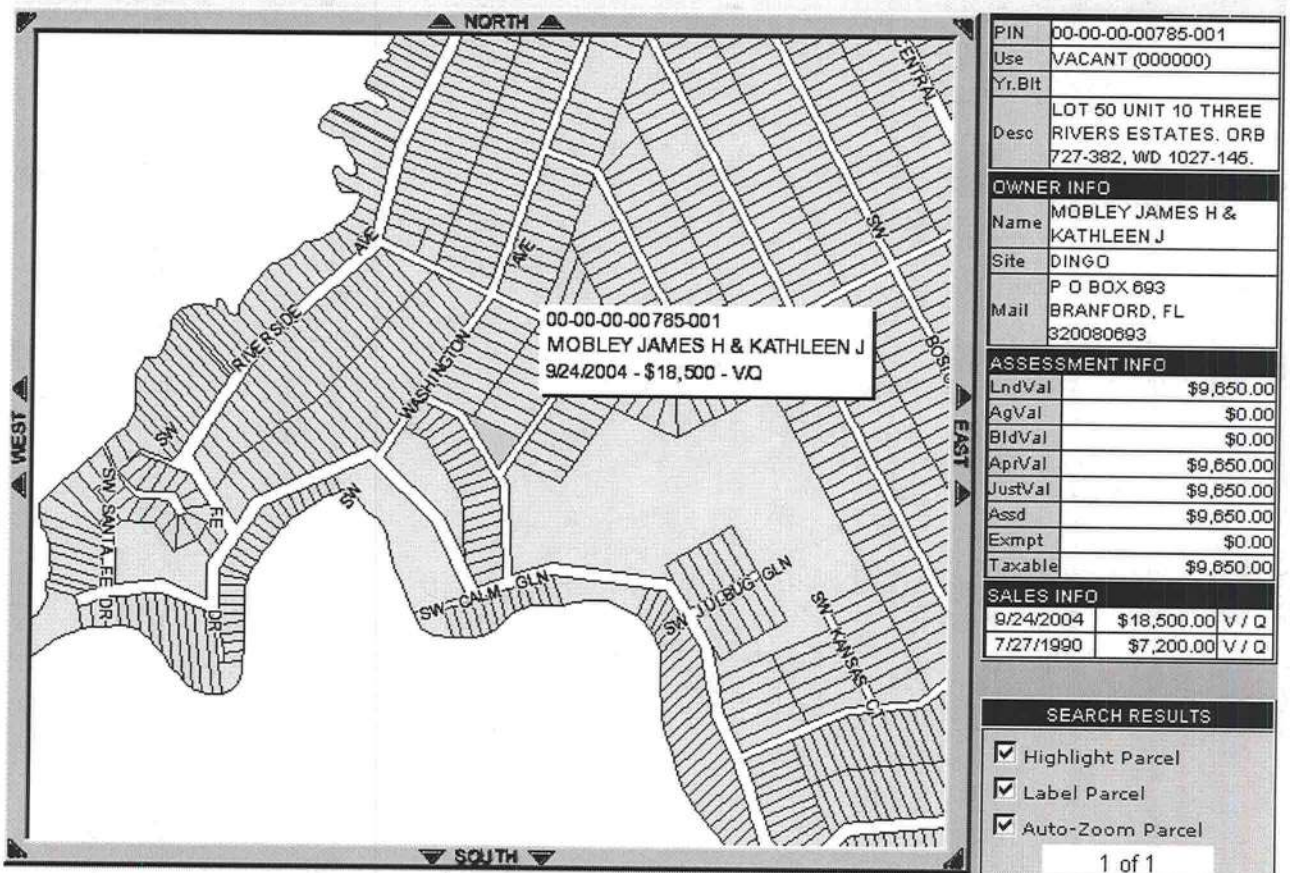 NORTH
CENTRAL
SW
AVE
AVE
RIVERSIDE
WASHINGTON
00-00-00-00785-001
MOBLEY JAMES H & KATHLEEN J
9/24/2004 - $18,500 - V/Q
WEST
EAST
SW
SW SANTA FE DR
FE
DR
SW
SW CALM GLN
SW JULBUG GLN
SW KANSAS
SOUTH
PIN 00-00-00-00785-001
Use VACANT (000000)
Yr.Blt
Desc LOT 50 UNIT 10 THREE
RIVERS ESTATES. ORB
727-382, WD 1027-145.
OWNER INFO
Name MOBLEY JAMES H &
KATHLEEN J
Site DINGO
Mail P O BOX 693
BRANFORD, FL
320080693
ASSESSMENT INFO
LndVal $9,650.00
AgVal $0.00
BldVal $0.00
AprVal $9,650.00
JustVal $9,650.00
Assd $9,650.00
Exmpt $0.00
Taxable $9,650.00
SALES INFO
9/24/2004 $18,500.00 V / Q
7/27/1990 $7,200.00 V / Q
SEARCH RESULTS
Highlight Parcel
Label Parcel
Auto-Zoom Parcel
1 of 1